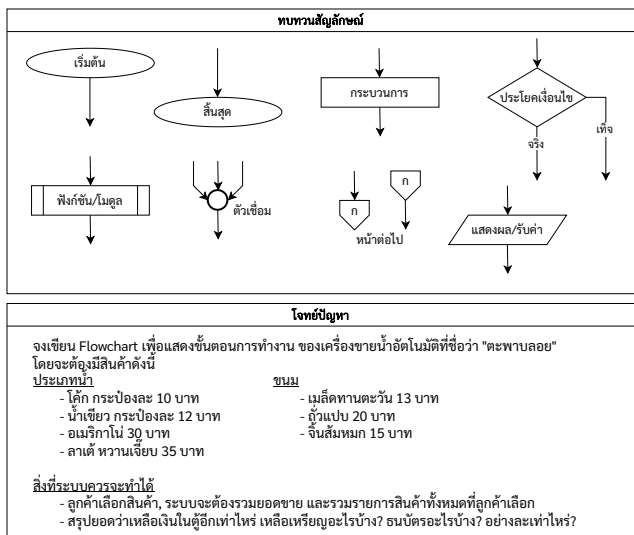 ทบทวนสัญลักษณ์
เริ่มต้น
สิ้นสุด
กระบวนการ
ประโยคเงื่อนไข
จริง
เท็จ
ฟังก์ชัน/โมดูล
ตัวเชื่อม
ก
ก
หน้าต่อไป
แสดงผล/รับค่า
โจทย์ปัญหา
จงเขียน Flowchart เพื่อแสดงขั้นตอนการทำงาน ของเครื่องขายน้ำอัตโนมัติที่ชื่อว่า "ตะพาบลอย"
โดยจะต้องมีสินค้าดังนี้
ประเภทน้ำ
- โค้ก กระป๋องละ 10 บาท
- น้ำเขียว กระป๋องละ 12 บาท
- อเมริกาโน่ 30 บาท
- ลาเต้ หวานเจี๊ยบ 35 บาท
ขนม
- เมล็ดทานตะวัน 13 บาท
- ถั่วแปบ 20 บาท
- จิ้นส้มหมก 15 บาท
สิ่งที่ระบบควรจะทำได้
- ลูกค้าเลือกสินค้า, ระบบจะต้องรวมยอดขาย และรวมรายการสินค้าทั้งหมดที่ลูกค้าเลือก
- สรุปยอดว่าเหลือเงินในตู้อีกเท่าไหร่ เหลือเหรียญอะไรบ้าง? ธนบัตรอะไรบ้าง? อย่างละเท่าไหร่?